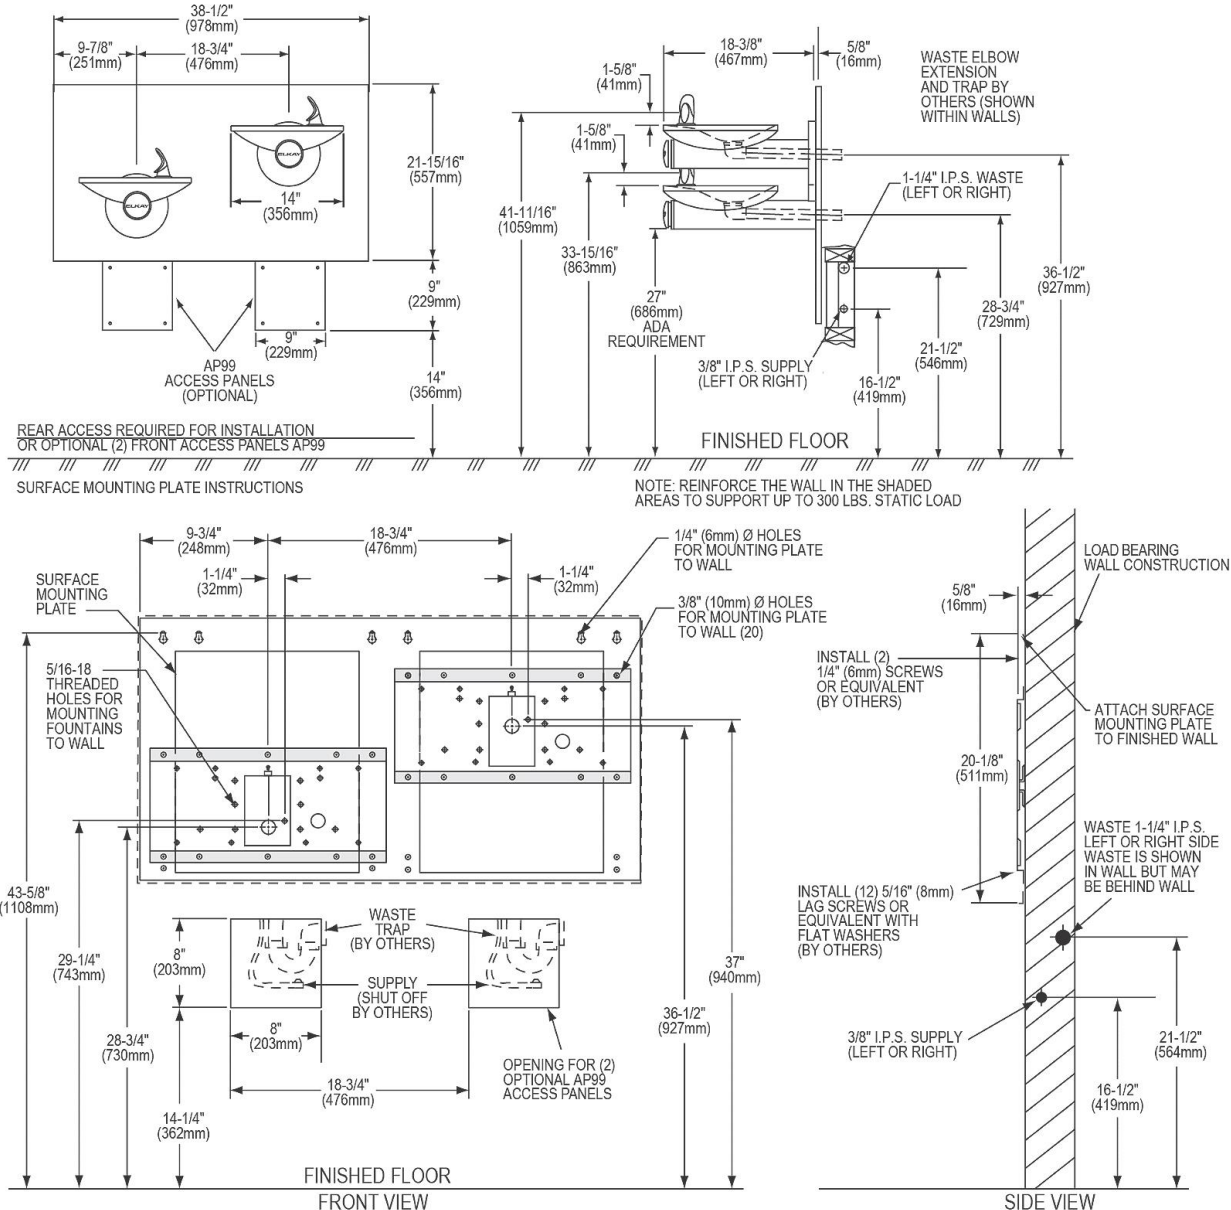 38-1/2"
(978mm)
9-7/8"
(251mm)
18-3/4"
(476mm)
ELKAY
ELKAY
14"
(356mm)
21-15/16"
(557mm)
9"
(229mm)
9"
(229mm)
14"
(356mm)
AP99
ACCESS PANELS
(OPTIONAL)
REAR ACCESS REQUIRED FOR INSTALLATION
OR OPTIONAL (2) FRONT ACCESS PANELS AP99
18-3/8"
(467mm)
5/8"
(16mm)
1-5/8"
(41mm)
1-5/8"
(41mm)
WASTE ELBOW
EXTENSION
AND TRAP BY
OTHERS (SHOWN
WITHIN WALLS)
1-1/4" I.P.S. WASTE
(LEFT OR RIGHT)
41-11/16"
(1059mm)
33-15/16"
(863mm)
27"
(686mm)
ADA
REQUIREMENT
36-1/2"
(927mm)
28-3/4"
(729mm)
21-1/2"
(546mm)
16-1/2"
(419mm)
3/8" I.P.S. SUPPLY
(LEFT OR RIGHT)
FINISHED FLOOR
SURFACE MOUNTING PLATE INSTRUCTIONS
NOTE: REINFORCE THE WALL IN THE SHADED
AREAS TO SUPPORT UP TO 300 LBS. STATIC LOAD
9-3/4"
(248mm)
18-3/4"
(476mm)
1-1/4"
(32mm)
1-1/4"
(32mm)
1/4" (6mm) Ø HOLES
FOR MOUNTING PLATE
TO WALL
3/8" (10mm) Ø HOLES
FOR MOUNTING PLATE
TO WALL (20)
SURFACE
MOUNTING
PLATE
5/16-18
THREADED
HOLES FOR
MOUNTING
FOUNTAINS
TO WALL
43-5/8"
(1108mm)
29-1/4"
(743mm)
28-3/4"
(730mm)
8"
(203mm)
8"
(203mm)
14-1/4"
(362mm)
18-3/4"
(476mm)
WASTE
TRAP
(BY OTHERS)
SUPPLY
(SHUT OFF
BY OTHERS)
OPENING FOR (2)
OPTIONAL AP99
ACCESS PANELS
36-1/2"
(927mm)
37"
(940mm)
FINISHED FLOOR
FRONT VIEW
LOAD BEARING
WALL CONSTRUCTION
5/8"
(16mm)
INSTALL (2)
1/4" (6mm) SCREWS
OR EQUIVALENT
(BY OTHERS)
ATTACH SURFACE
MOUNTING PLATE
TO FINISHED WALL
20-1/8"
(511mm)
WASTE 1-1/4" I.P.S.
LEFT OR RIGHT SIDE
WASTE IS SHOWN
IN WALL BUT MAY
BE BEHIND WALL
INSTALL (12) 5/16" (8mm)
LAG SCREWS OR
EQUIVALENT WITH
FLAT WASHERS
(BY OTHERS)
3/8" I.P.S. SUPPLY
(LEFT OR RIGHT)
21-1/2"
(564mm)
16-1/2"
(419mm)
SIDE VIEW